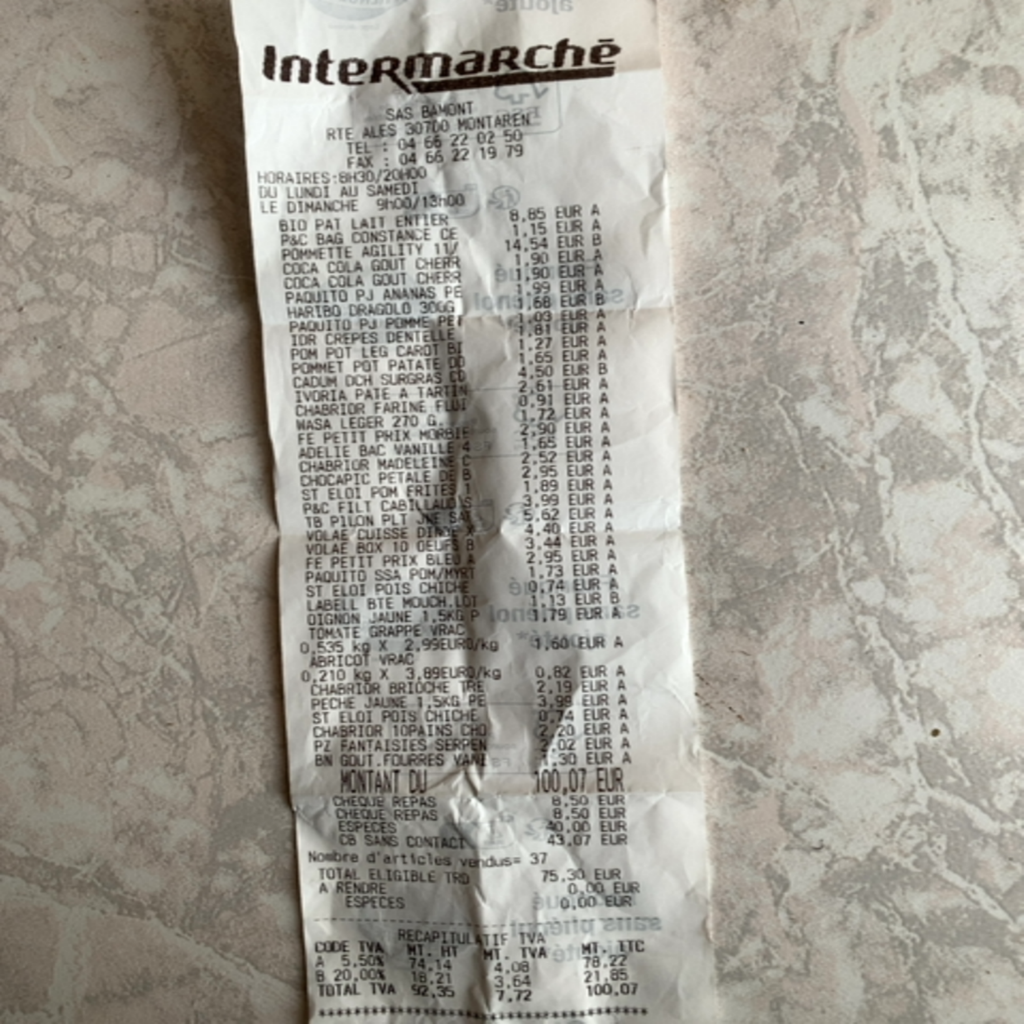 Intermarchē
SAS BAMONT
RTE ALES 30700 MONTAREN
TEL : 04 66 22 02 50
FAX : 04 66 22 19 79
HORAIRES:8H30/20H00
DU LUNDI AU SAMEDI
LE DIMANCHE 9h00/13h00
BIO PAT LAIT ENTIER 8,85 EUR A
P&C BAG CONSTANCE CE 1,15 EUR A
POMMETTE AGILITY 11/ 14,54 EUR B
COCA COLA GOUT CHERR 1,90 EUR A
COCA COLA GOUT CHERR 1,90 EUR A
PAQUITO PJ ANANAS PE 1,99 EUR A
HARIBO DRAGOLO 300G 1,68 EUR B
PAQUITO PJ POMME PET 1,03 EUR A
IDR CREPES DENTELLE 1,81 EUR A
POM POT LEG CAROT BI 1,27 EUR A
POMMET POT PATATE DO 1,65 EUR A
CADUM DCH SURGRAS CO 4,50 EUR B
IVORIA PATE A TARTIN 2,61 EUR A
CHABRIOR FARINE FLUI 0,91 EUR A
WASA LEGER 270 G. 1,72 EUR A
FE PETIT PRIX MORBIE 2,90 EUR A
ADELIE BAC VANILLE 4 1,65 EUR A
CHABRIOR MADELEINE C 2,52 EUR A
CHOCAPIC PETALE DE B 2,95 EUR A
ST ELOI POM FRITES 1 1,89 EUR A
P&C FILT CABILLAUD S 3,99 EUR A
TB PILON PLT JNE SA 5,62 EUR A
VOLAE CUISSE DINDE X 4,40 EUR A
VOLAE BOX 10 OEUFS B 3,44 EUR A
FE PETIT PRIX BLEU A 2,95 EUR A
PAQUITO SSA POM/MYRT 1,73 EUR A
ST ELOI POIS CHICHE 0,74 EUR A
LABELL BTE MOUCH.LOT 1,13 EUR B
OIGNON JAUNE 1,5KG P 1,79 EUR A
TOMATE GRAPPE VRAC
0,535 kg X 2,99EURO/kg 1,60 EUR A
ABRICOT VRAC
0,210 kg X 3,89EURO/kg 0,82 EUR A
CHABRIOR BRIOCHE TRE 2,19 EUR A
PECHE JAUNE 1,5KG PE 3,99 EUR A
ST ELOI POIS CHICHE 0,74 EUR A
CHABRIOR 10PAINS CHO 2,20 EUR A
PZ FANTAISIES SERPEN 2,02 EUR A
BN GOUT.FOURRES VANI 1,30 EUR A
MONTANT DU 100,07 EUR
CHEQUE REPAS 8,50 EUR
CHEQUE REPAS 8,50 EUR
ESPECES 40,00 EUR
CB SANS CONTACT 43,07 EUR
Nombre d'articles vendus= 37
TOTAL ELIGIBLE TRD 75,30 EUR
A RENDRE 0,00 EUR
ESPECES 0,00 EUR
RECAPITULATIF TVA
CODE TVA MT. HT MT. TVA MT. TTC
A 5,50% 74,14 4,08 78,22
B 20,00% 18,21 3,64 21,85
TOTAL TVA 92,35 7,72 100,07